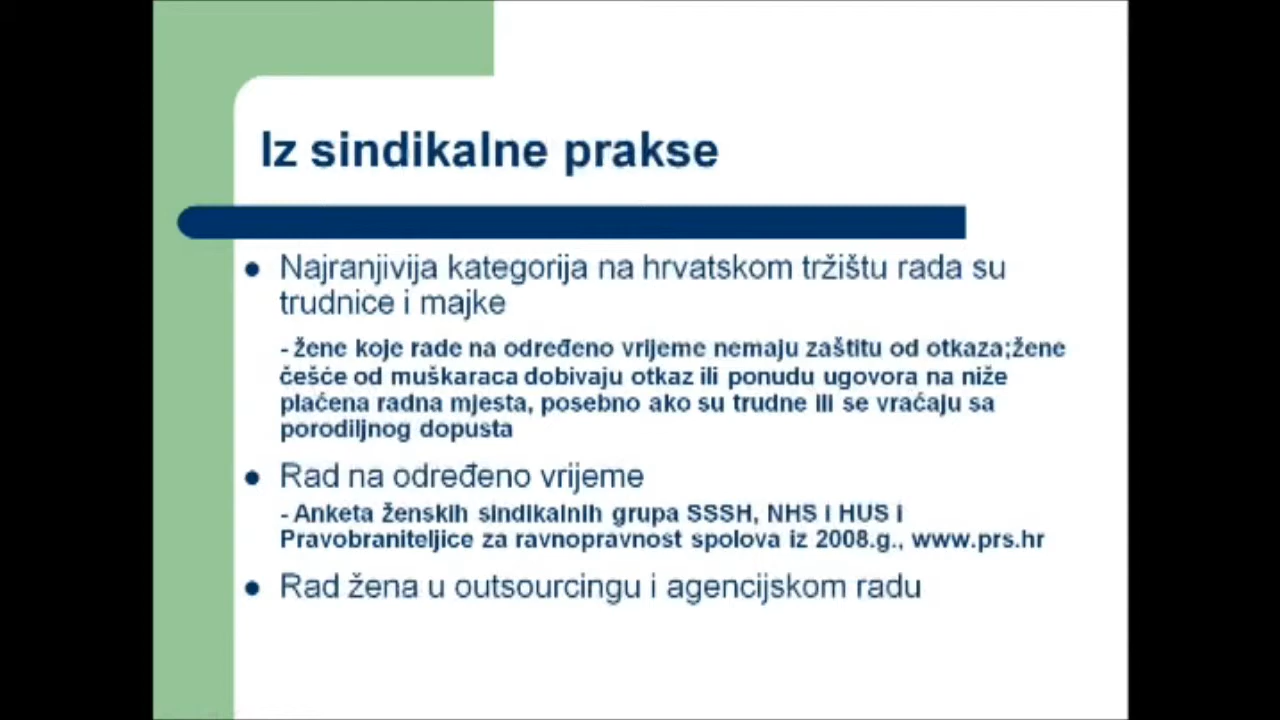 Iz sindikalne prakse
Najranjivija kategorija na hrvatskom tržištu rada su
trudnice i majke
- žene koje rade na određeno vrijeme nemaju zaštitu od otkaza;žene
češće od muškaraca dobivaju otkaz ili ponudu ugovora na niže
plaćena radna mjesta, posebno ako su trudne ili se vraćaju sa
porodiljnog dopusta
Rad na određeno vrijeme
- Anketa ženskih sindikalnih grupa SSSH, NHS i HUS i
Pravobraniteljice za ravnopravnost spolova iz 2008.g., www.prs.hr
Rad žena u outsourcingu i agencijskom radu